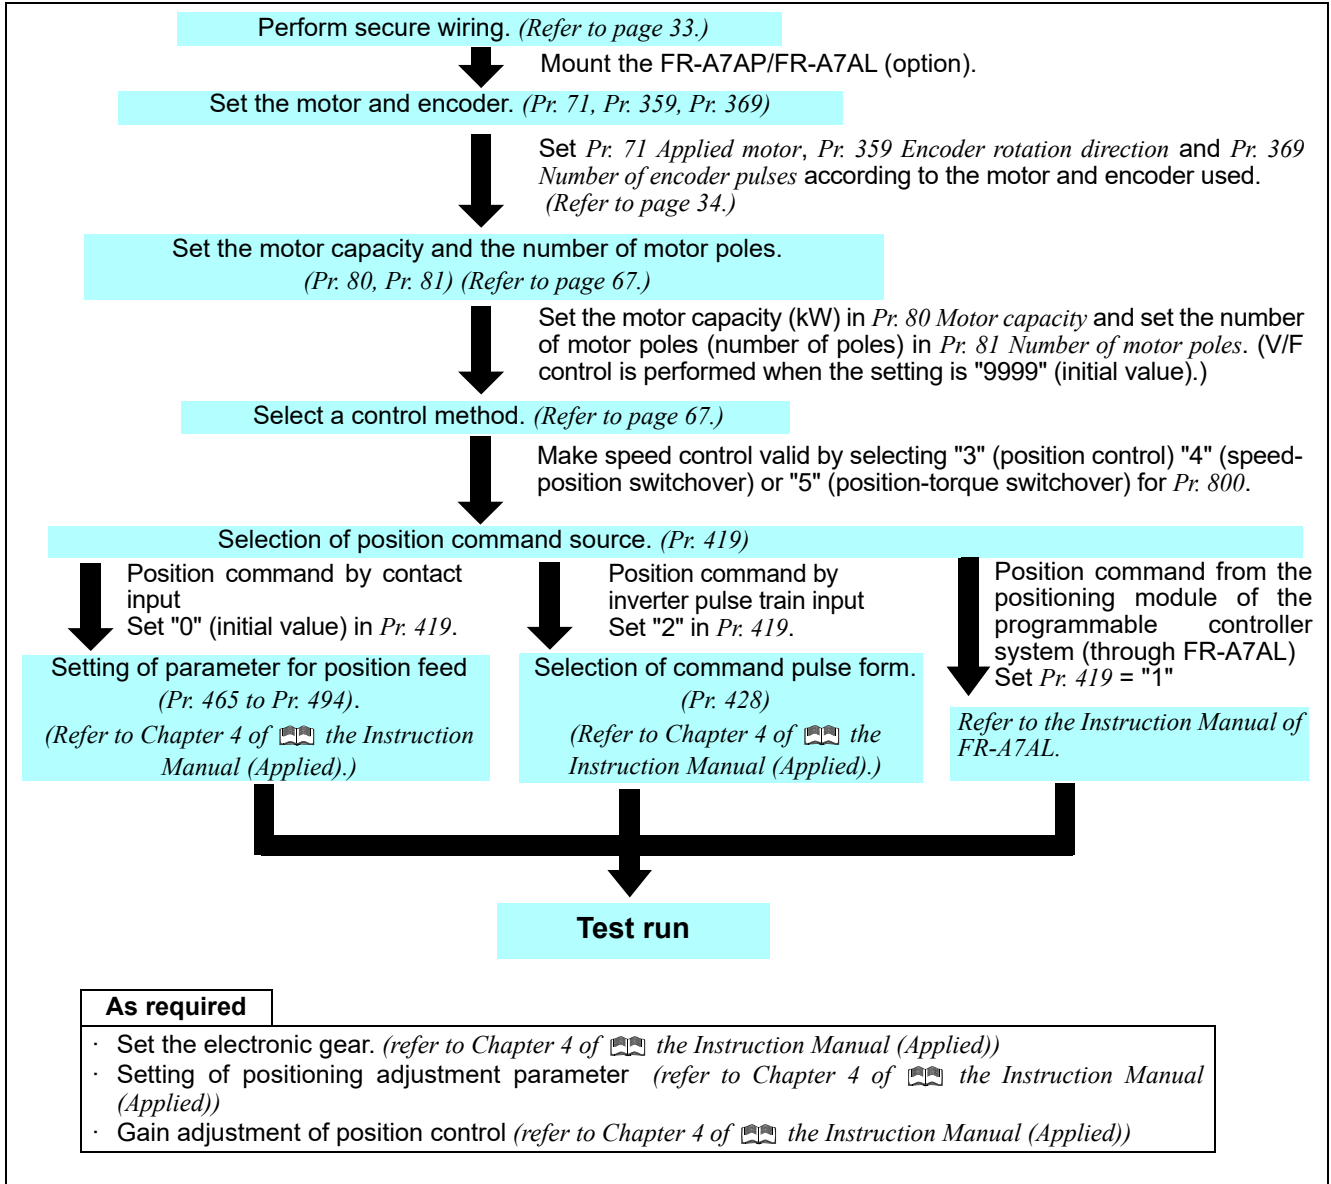 Perform secure wiring. (Refer to page 33.)
Mount the FR-A7AP/FR-A7AL (option).
Set the motor and encoder. (Pr. 71, Pr. 359, Pr. 369)
Set Pr. 71 Applied motor, Pr. 359 Encoder rotation direction and Pr. 369
Number of encoder pulses according to the motor and encoder used.
(Refer to page 34.)
Set the motor capacity and the number of motor poles.
(Pr. 80, Pr. 81) (Refer to page 67.)
Set the motor capacity (kW) in Pr. 80 Motor capacity and set the number
of motor poles (number of poles) in Pr. 81 Number of motor poles. (V/F
control is performed when the setting is "9999" (initial value).)
Select a control method. (Refer to page 67.)
Make speed control valid by selecting "3" (position control) "4" (speed-
position switchover) or "5" (position-torque switchover) for Pr. 800.
Selection of position command source. (Pr. 419)
Position command by contact
input
Set "0" (initial value) in Pr. 419.
Setting of parameter for position feed
(Pr. 465 to Pr. 494).
(Refer to Chapter 4 of the Instruction
Manual (Applied).)
Position command by
inverter pulse train input
Set "2" in Pr. 419.
Selection of command pulse form.
(Pr. 428)
(Refer to Chapter 4 of the
Instruction Manual (Applied).)
Position command from the
positioning module of the
programmable controller
system (through FR-A7AL)
Set Pr. 419 = "1"
Refer to the Instruction Manual of
FR-A7AL.
Test run
As required
· Set the electronic gear. (refer to Chapter 4 of the Instruction Manual (Applied))
· Setting of positioning adjustment parameter (refer to Chapter 4 of the Instruction Manual
(Applied))
· Gain adjustment of position control (refer to Chapter 4 of the Instruction Manual (Applied))